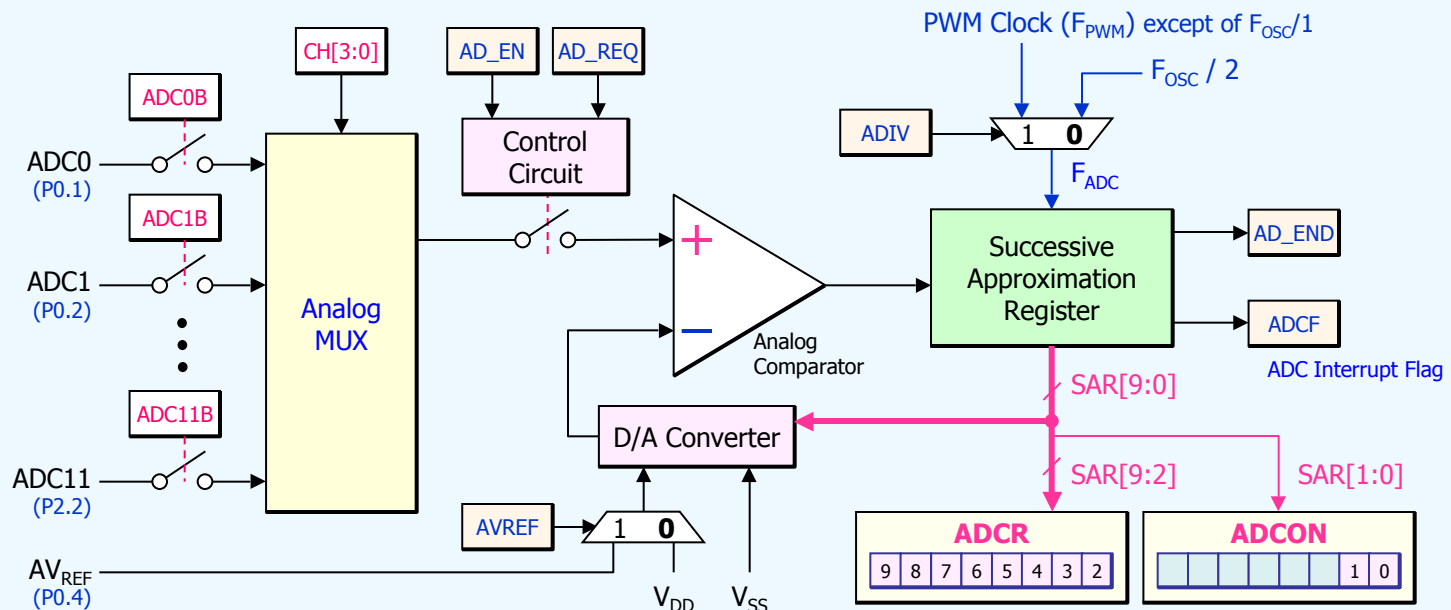 PWM Clock (FPWM) except of FOSC/1
FOSC / 2
CH[3:0]
AD_EN
AD_REQ
ADC0B
ADIV
1 0
Control
Circuit
ADC0
(P0.1)
FADC
ADC1B
Successive
Approximation
Register
AD_END
ADC1
(P0.2)
Analog
MUX
+
−
Analog
Comparator
ADCF
ADC Interrupt Flag
SAR[9:0]
ADC11B
D/A Converter
ADC11
(P2.2)
SAR[9:2]
SAR[1:0]
AVREF
1 0
ADCR
9 8 7 6 5 4 3 2
ADCON
1 0
AVREF
(P0.4)
VDD
VSS